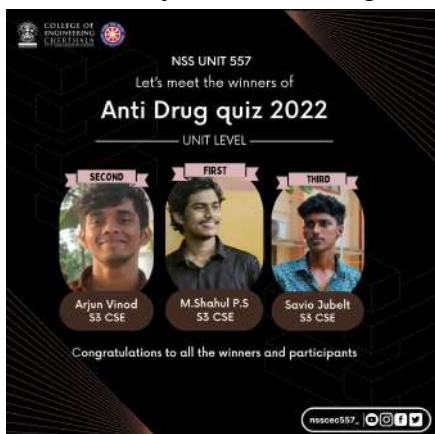 COLLEGE OF
ENGINEERING
CHERTHALA
NSS UNIT 557
Let's meet the winners of
Anti Drug quiz 2022
UNIT LEVEL
SECOND
FIRST
THIRD
Arjun Vinod
S3 CSE
M.Shahul P.S
S3 CSE
Savio Jubelt
S3 CSE
Congratulations to all the winners and participants
nsscec557_